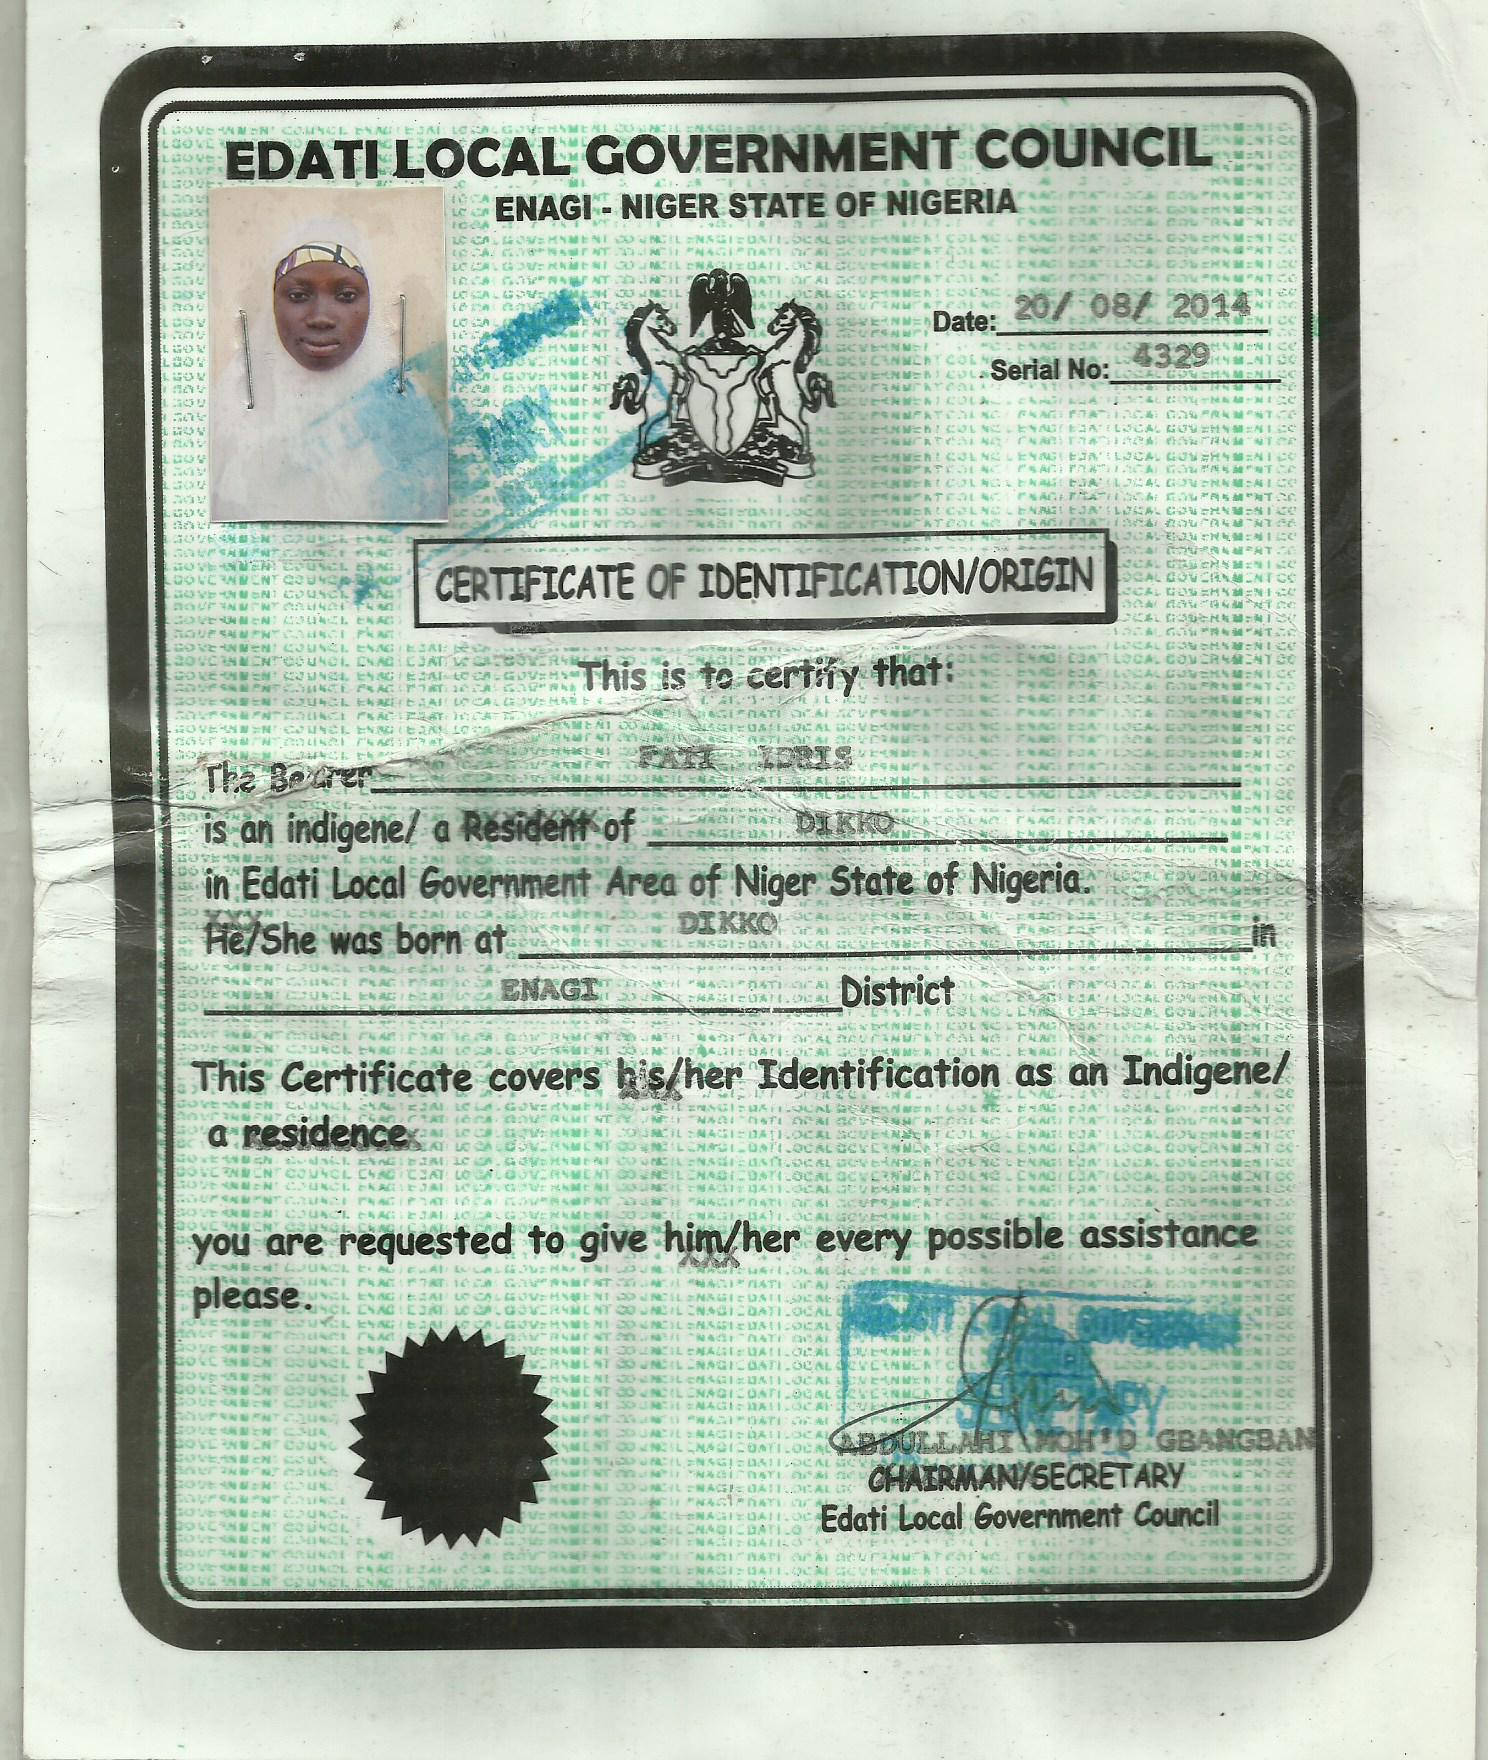 EDATI LOCAL GOVERNMENT COUNCIL
ENAGI - NIGER STATE OF NIGERIA
Date: 20/ 08/ 2014
Serial No: 4329
CERTIFICATE OF IDENTIFICATION/ORIGIN
This is to certify that:
The Bearer FATI IDRIS
is an indigene/ a Resident of DIKKO
in Edati Local Government Area of Niger State of Nigeria.
He/She was born at DIKKO in
ENAGI District
This Certificate covers his/her Identification as an Indigene/
a residence
you are requested to give him/her every possible assistance
please.
LOCAL GOVERNMENT
SECRETARY
ABDULLAHI MOH'D GBANGBAN
CHAIRMAN/SECRETARY
Edati Local Government Council